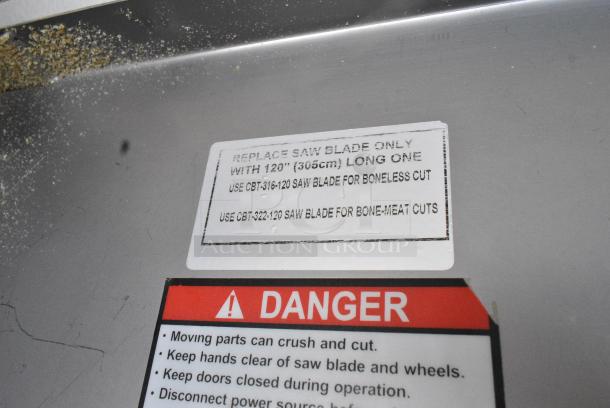 REPLACE SAW BLADE ONLY
WITH 120" (305cm) LONG ONE
USE CBT-316-120 SAW BLADE FOR BONELESS CUT
USE CBT-322-120 SAW BLADE FOR BONE-MEAT CUTS
PCI
AUCTION GROUP
DANGER
• Moving parts can crush and cut.
• Keep hands clear of saw blade and wheels.
• Keep doors closed during operation.
• Disconnect power source before